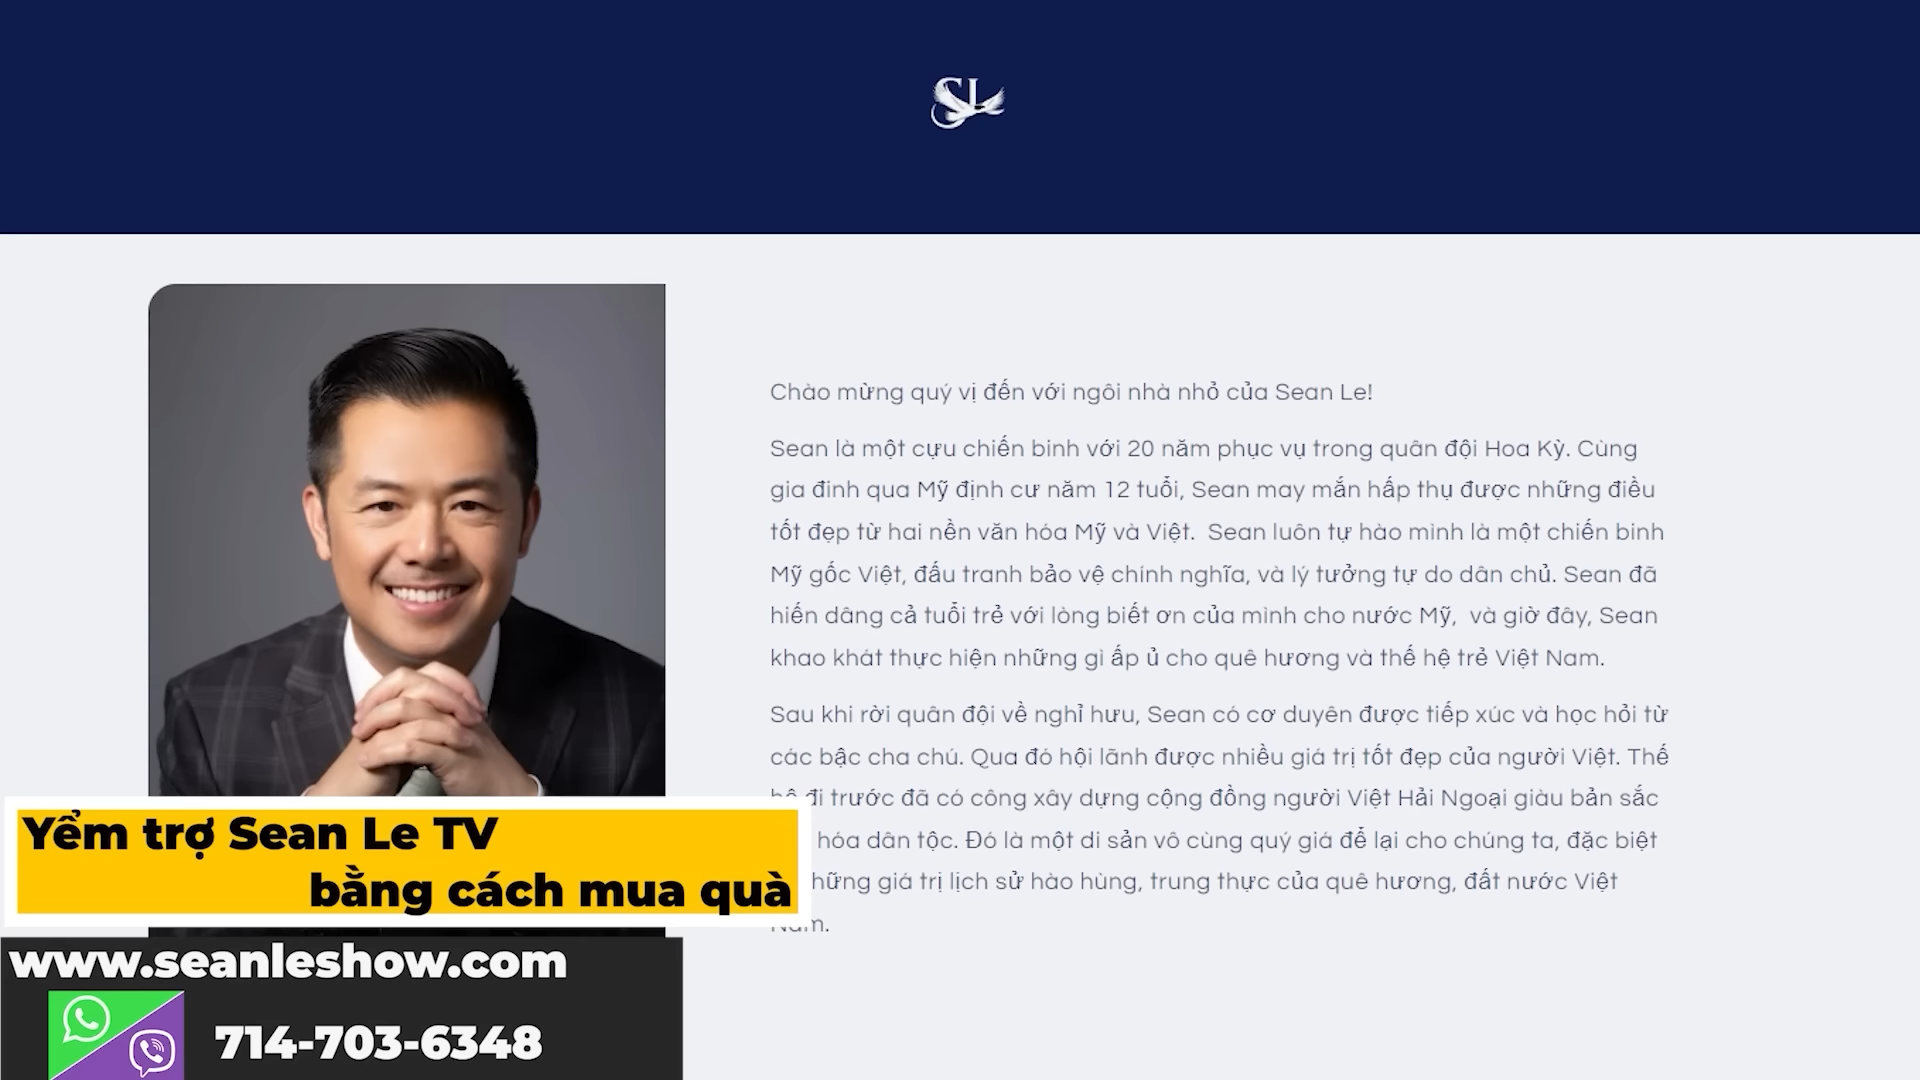 SL
Chào mừng quý vị đến với ngôi nhà nhỏ của Sean Le!
Sean là một cựu chiến binh với 20 năm phục vụ trong quân đội Hoa Kỳ. Cùng
gia đình qua Mỹ định cư năm 12 tuổi, Sean may mắn hấp thụ được những điều
tốt đẹp từ hai nền văn hóa Mỹ và Việt. Sean luôn tự hào mình là một chiến binh
Mỹ gốc Việt, đấu tranh bảo vệ chính nghĩa, và lý tưởng tự do dân chủ. Sean đã
hiến dâng cả tuổi trẻ với lòng biết ơn của mình cho nước Mỹ, và giờ đây, Sean
khao khát thực hiện những gì ấp ủ cho quê hương và thế hệ trẻ Việt Nam.
Sau khi rời quân đội về nghỉ hưu, Sean có cơ duyên được tiếp xúc và học hỏi từ
các bậc cha chú. Qua đó hội lãnh được nhiều giá trị tốt đẹp của người Việt. Thế
đi trước đã có công xây dựng cộng đồng người Việt Hải Ngoại giàu bản sắc
hóa dân tộc. Đó là một di sản vô cùng quý giá để lại cho chúng ta, đặc biệt
những giá trị lịch sử hào hùng, trung thực của quê hương, đất nước Việt
Nam.
Yểm trợ Sean Le TV
bằng cách mua quà
www.seanleshow.com
714-703-6348